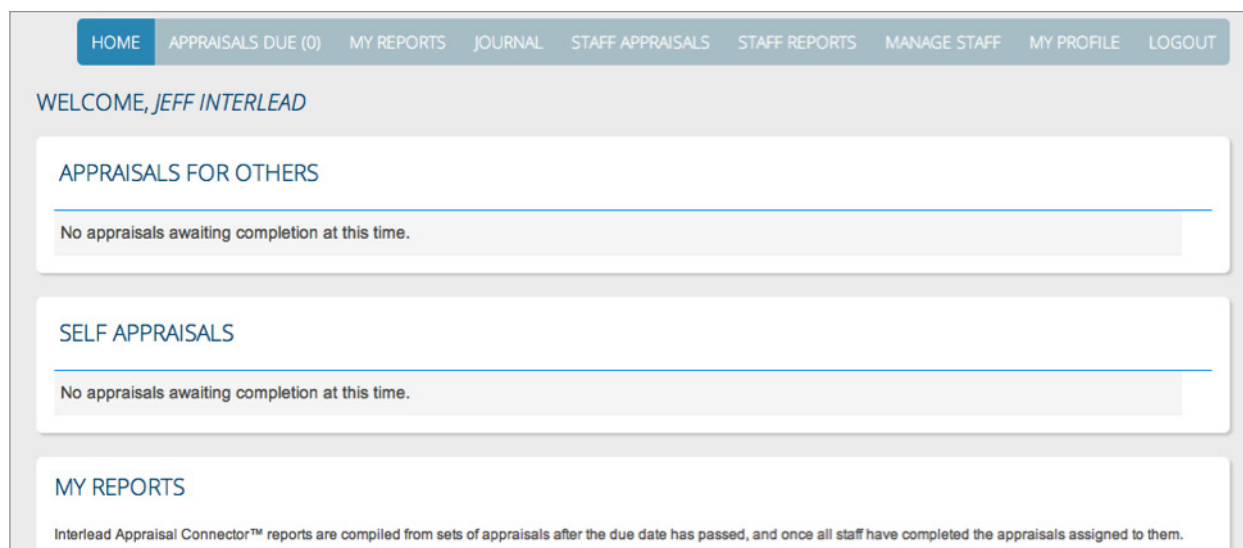 HOME APPRAISALS DUE (0) MY REPORTS JOURNAL STAFF APPRAISALS STAFF REPORTS MANAGE STAFF MY PROFILE LOGOUT
WELCOME, JEFF INTERLEAD
APPRAISALS FOR OTHERS
No appraisals awaiting completion at this time.
SELF APPRAISALS
No appraisals awaiting completion at this time.
MY REPORTS
Interlead Appraisal Connector™ reports are compiled from sets of appraisals after the due date has passed, and once all staff have completed the appraisals assigned to them.